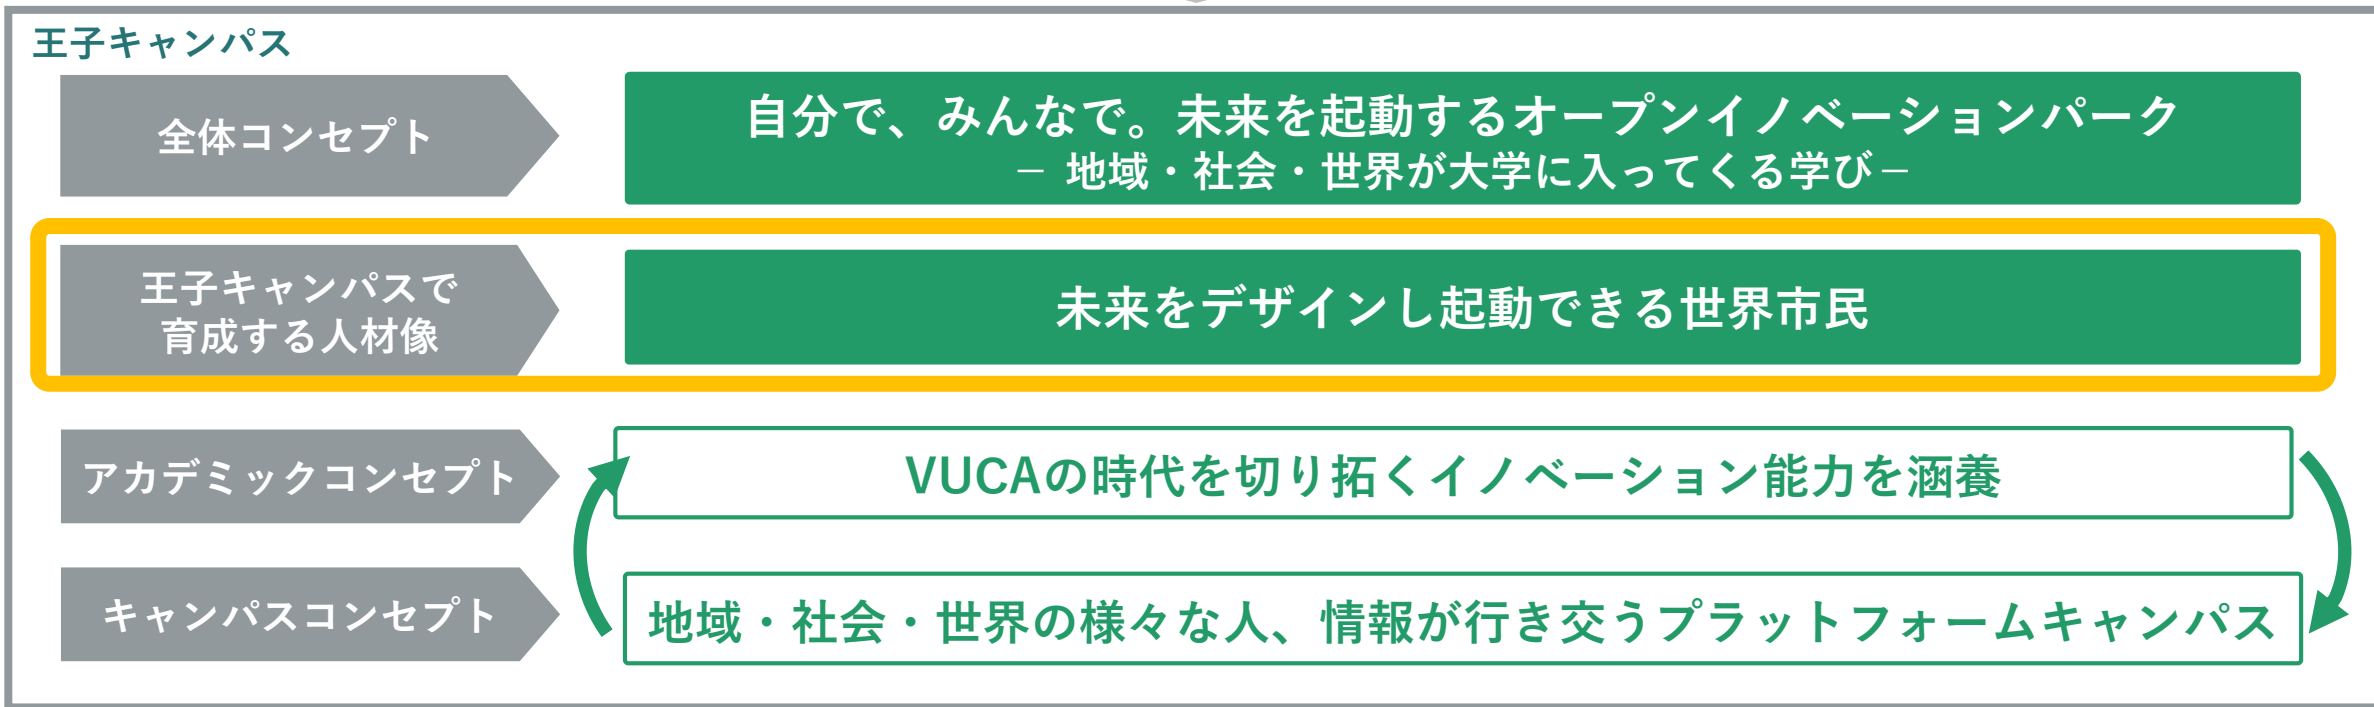 王子キャンパス
全体コンセプト
自分で、みんなで。未来を起動するオープンイノベーションパーク
― 地域・社会・世界が大学に入ってくる学び ―
王子キャンパスで
育成する人材像
未来をデザインし起動できる世界市民
アカデミックコンセプト
VUCAの時代を切り拓くイノベーション能力を涵養
キャンパスコンセプト
地域・社会・世界の様々な人、情報が行き交うプラットフォームキャンパス